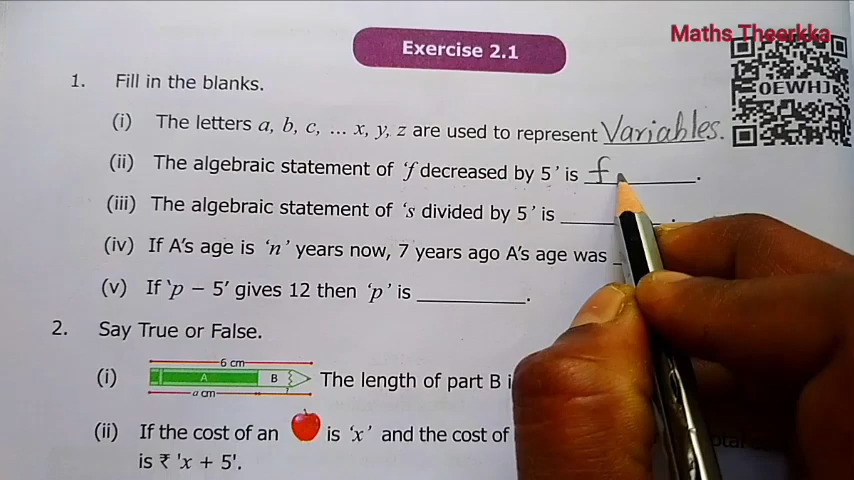 Maths Theerkka
Exercise 2.1
OEWHJ
1. Fill in the blanks.
(i) The letters a, b, c, ... x, y, z are used to represent Variables.
(ii) The algebraic statement of ‘f decreased by 5’ is f .
(iii) The algebraic statement of ‘s divided by 5’ is ________.
(iv) If A’s age is ‘n’ years now, 7 years ago A’s age was _
(v) If ‘p − 5’ gives 12 then ‘p’ is ________.
2. Say True or False.
6 cm
(i) A B The length of part B
a cm
(ii) If the cost of an is ‘x’ and the cost of
is ₹ 'x + 5'.